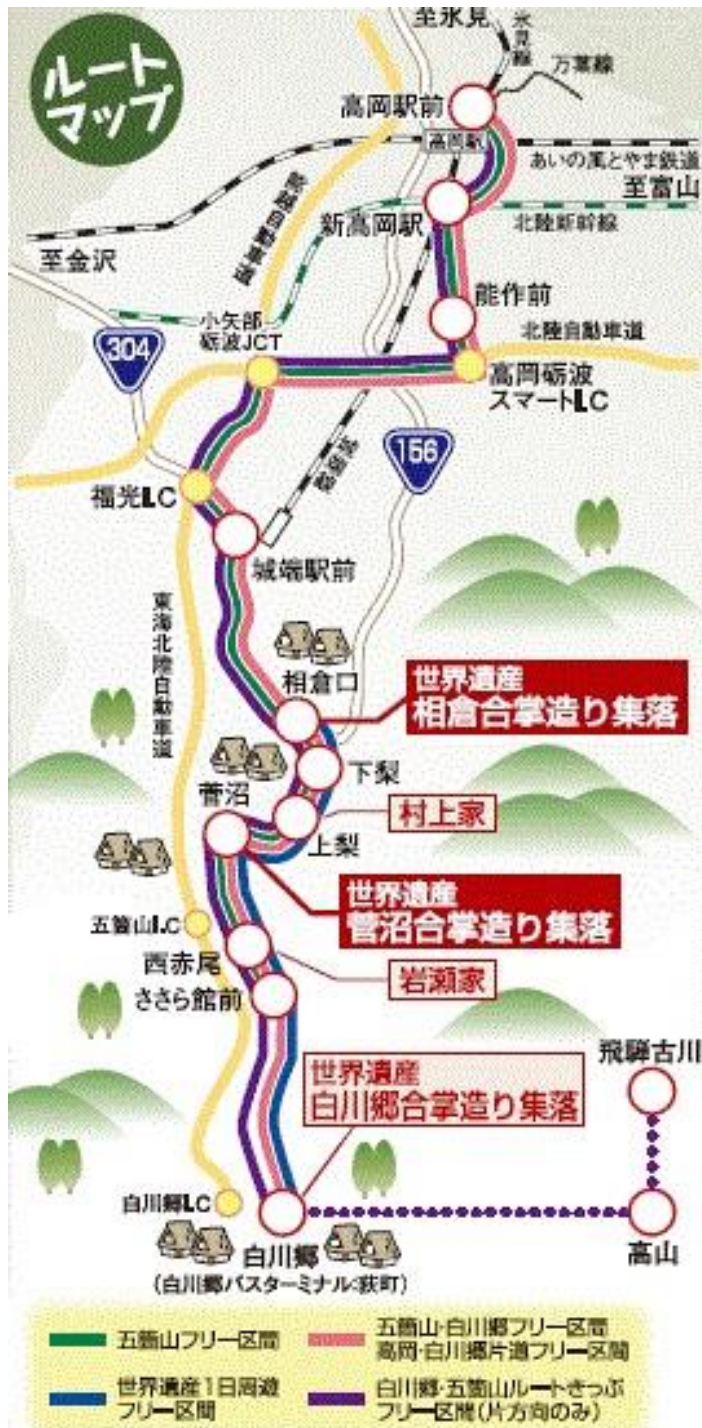 ルート
マップ
至氷見
氷見線
万葉線
高岡駅前
高岡駅
あいの風とやま鉄道
至富山
能越自動車道
新高岡駅
北陸新幹線
至金沢
能作前
小矢部
砺波JCT
北陸自動車道
304
高岡砺波
スマートI.C
156
城端線
福光I.C
城端駅前
東海北陸自動車道
相倉口
世界遺産
相倉合掌造り集落
下梨
菅沼
村上家
上梨
世界遺産
菅沼合掌造り集落
五箇山I.C
西赤尾
岩瀬家
ささら館前
飛騨古川
世界遺産
白川郷合掌造り集落
白川郷I.C
白川郷
高山
(白川郷バスターミナル:荻町)
五箇山フリー区間
五箇山・白川郷フリー区間
高岡・白川郷片道フリー区間
世界遺産1日周遊
フリー区間
白川郷・五箇山ルートきっぷ
フリー区間(片方向のみ)